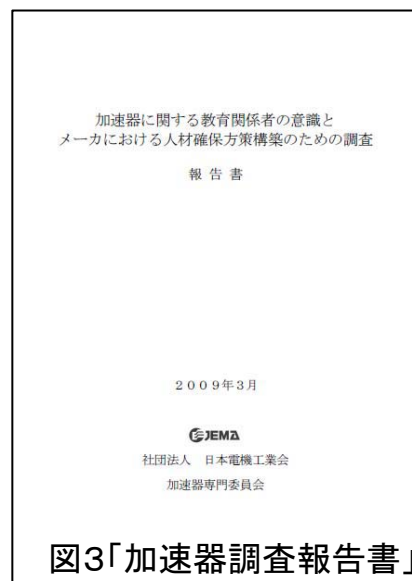 加速器に関する教育関係者の意識と
メーカにおける人材確保方策構築のための調査
報 告 書
２００９年３月
JEMA
社団法人　日本電機工業会
加速器専門委員会
図3「加速器調査報告書」